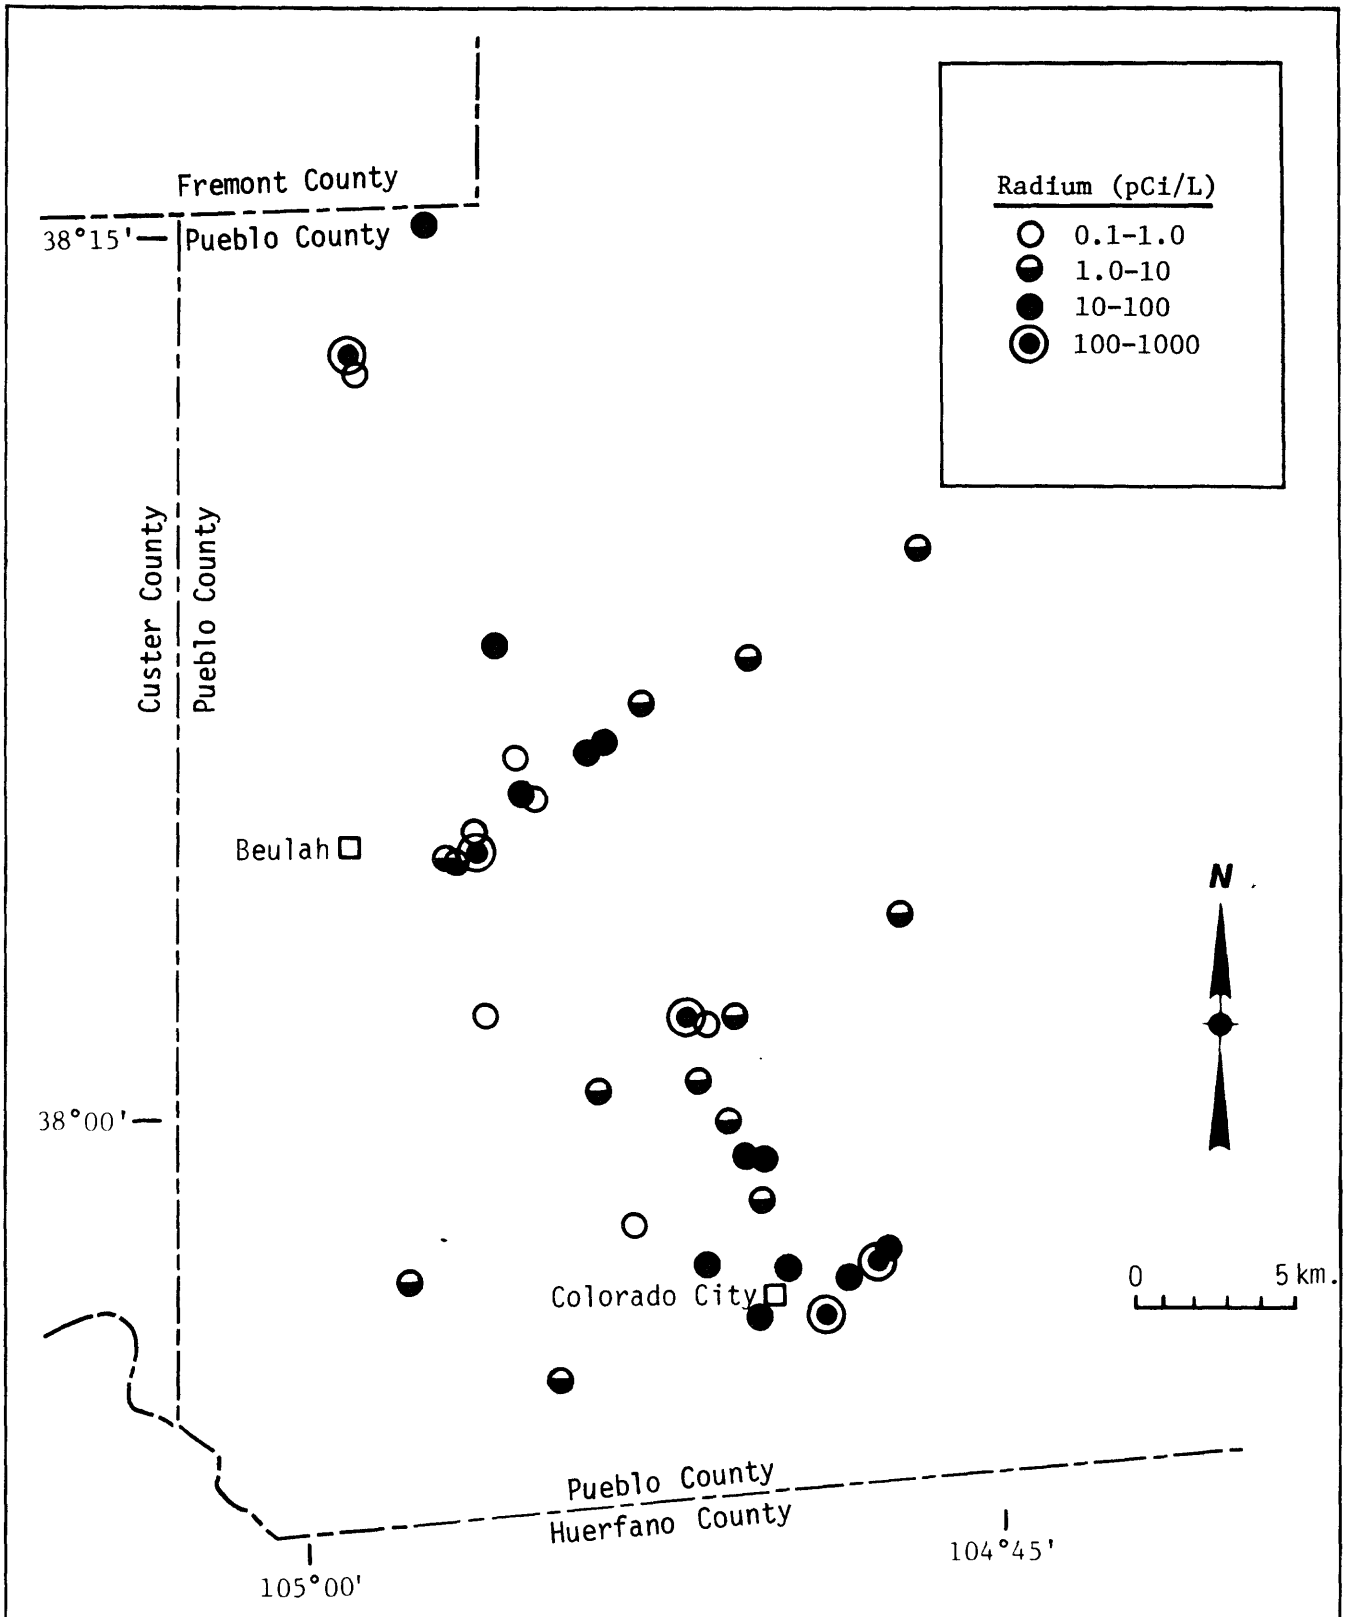 Fremont County
38°15'
Pueblo County
Radium (pCi/L)
0.1-1.0
1.0-10
10-100
100-1000
Custer County
Pueblo County
Beulah
N
38°00'
Colorado City
0 5 km.
Pueblo County
Huerfano County
105°00'
104°45'